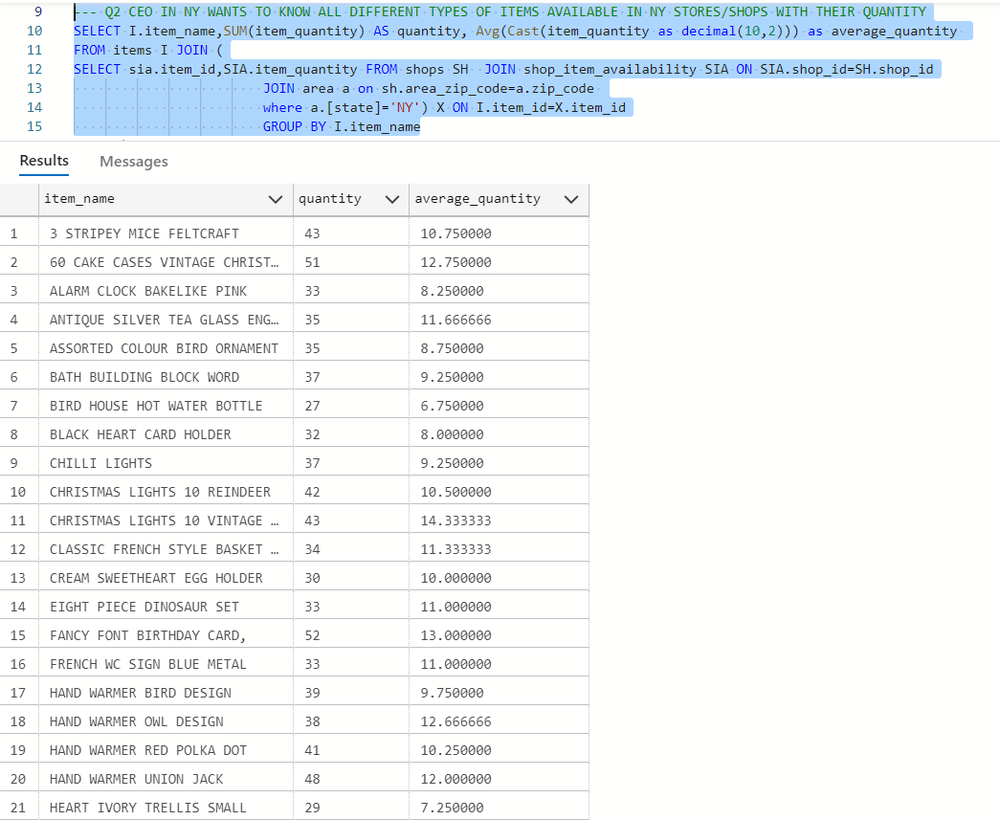 9 --- Q2 CEO IN NY WANTS TO KNOW ALL DIFFERENT TYPES OF ITEMS AVAILABLE IN NY STORES/SHOPS WITH THEIR QUANTITY
10 SELECT I.item_name,SUM(item_quantity) AS quantity, Avg(Cast(item_quantity as decimal(10,2))) as average_quantity
11 FROM items I JOIN (
12 SELECT sia.item_id,SIA.item_quantity FROM shops SH  JOIN shop_item_availability SIA ON SIA.shop_id=SH.shop_id
13 JOIN area a on sh.area_zip_code=a.zip_code
14 where a.[state]='NY') X ON I.item_id=X.item_id
15 GROUP BY I.item_name
Results Messages
item_name quantity average_quantity
1 3 STRIPEY MICE FELTCRAFT 43 10.750000
2 60 CAKE CASES VINTAGE CHRIST… 51 12.750000
3 ALARM CLOCK BAKELIKE PINK 33 8.250000
4 ANTIQUE SILVER TEA GLASS ENG… 35 11.666666
5 ASSORTED COLOUR BIRD ORNAMENT 35 8.750000
6 BATH BUILDING BLOCK WORD 37 9.250000
7 BIRD HOUSE HOT WATER BOTTLE 27 6.750000
8 BLACK HEART CARD HOLDER 32 8.000000
9 CHILLI LIGHTS 37 9.250000
10 CHRISTMAS LIGHTS 10 REINDEER 42 10.500000
11 CHRISTMAS LIGHTS 10 VINTAGE … 43 14.333333
12 CLASSIC FRENCH STYLE BASKET … 34 11.333333
13 CREAM SWEETHEART EGG HOLDER 30 10.000000
14 EIGHT PIECE DINOSAUR SET 33 11.000000
15 FANCY FONT BIRTHDAY CARD, 52 13.000000
16 FRENCH WC SIGN BLUE METAL 33 11.000000
17 HAND WARMER BIRD DESIGN 39 9.750000
18 HAND WARMER OWL DESIGN 38 12.666666
19 HAND WARMER RED POLKA DOT 41 10.250000
20 HAND WARMER UNION JACK 48 12.000000
21 HEART IVORY TRELLIS SMALL 29 7.250000